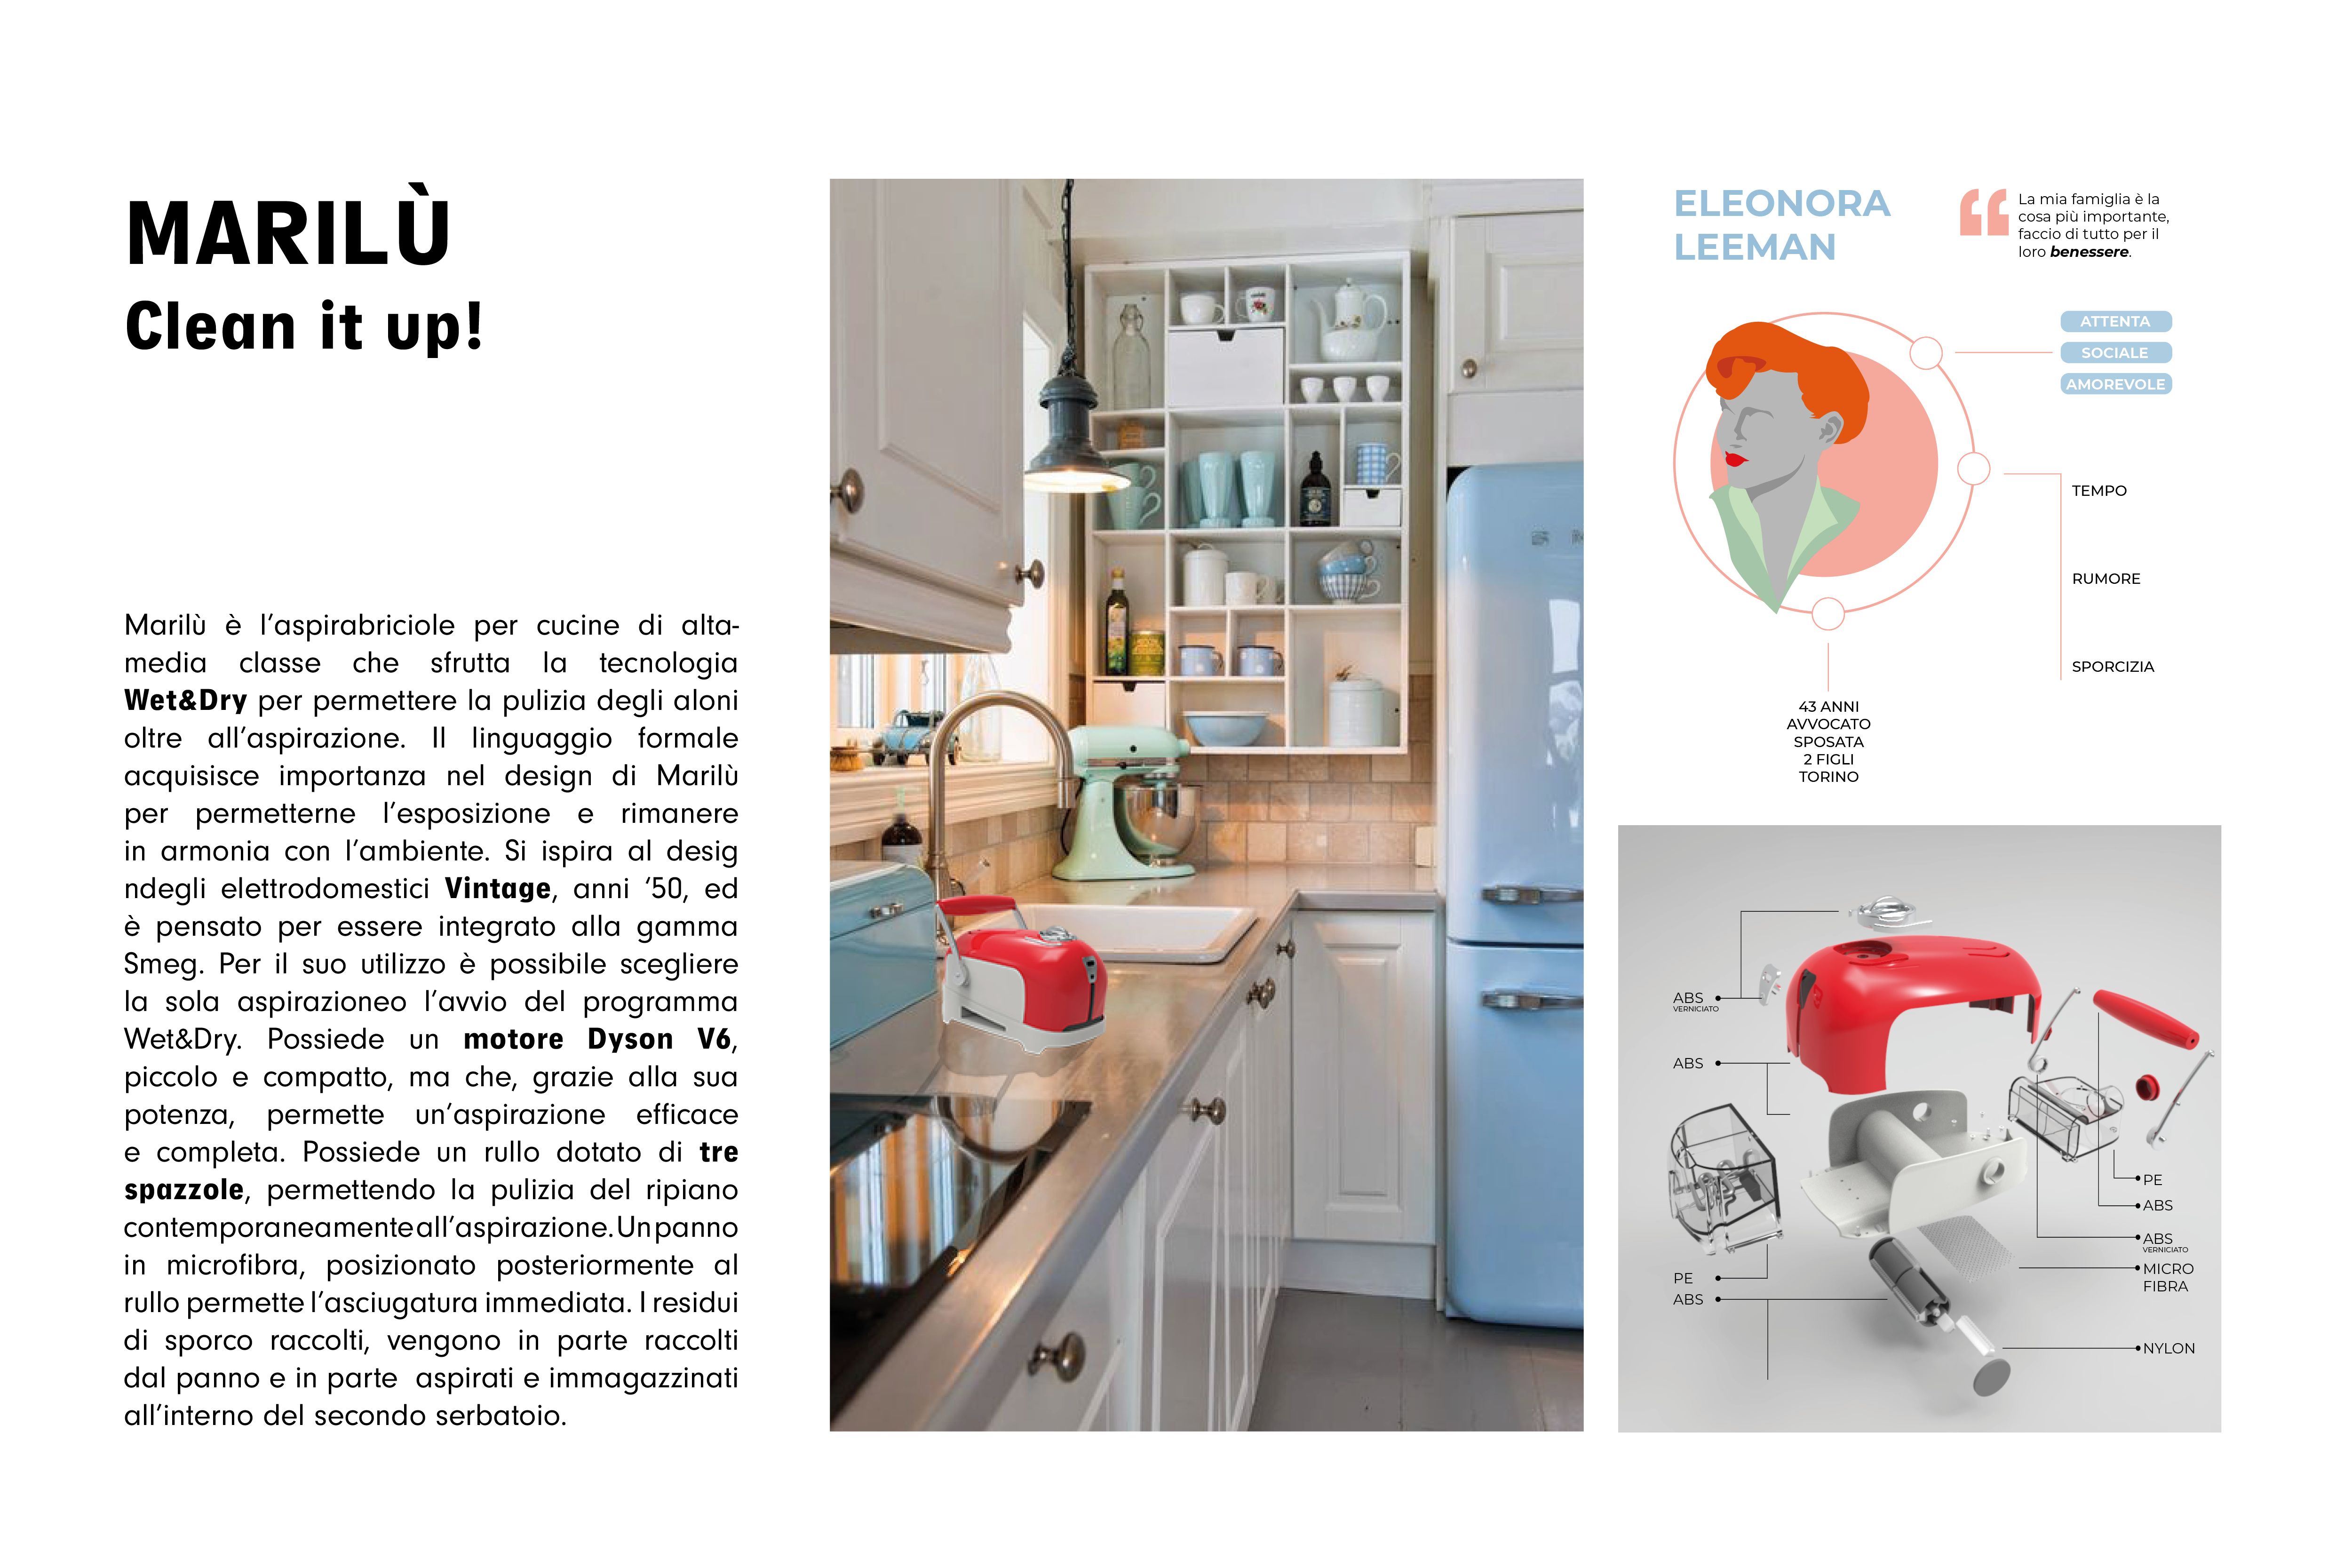 MARILÙ
Clean it up!
Marilù è l'aspirabriciole per cucine di alta-
media classe che sfrutta la tecnologia
Wet&Dry per permettere la pulizia degli aloni
oltre all'aspirazione. Il linguaggio formale
acquisisce importanza nel design di Marilù
per permetterne l'esposizione e rimanere
in armonia con l'ambiente. Si ispira al desig
ndegli elettrodomestici Vintage, anni '50, ed
è pensato per essere integrato alla gamma
Smeg. Per il suo utilizzo è possibile scegliere
la sola aspirazioneo l'avvio del programma
Wet&Dry. Possiede un motore Dyson V6,
piccolo e compatto, ma che, grazie alla sua
potenza, permette un'aspirazione efficace
e completa. Possiede un rullo dotato di tre
spazzole, permettendo la pulizia del ripiano
contemporaneamente all'aspirazione. Un panno
in microfibra, posizionato posteriormente al
rullo permette l'asciugatura immediata. I residui
di sporco raccolti, vengono in parte raccolti
dal panno e in parte aspirati e immagazzinati
all'interno del secondo serbatoio.
ELEONORA
LEEMAN
La mia famiglia è la
cosa più importante,
faccio di tutto per il
loro benessere.
ATTENTA
SOCIALE
AMOREVOLE
TEMPO
RUMORE
SPORCIZIA
43 ANNI
AVVOCATO
SPOSATA
2 FIGLI
TORINO
ABS
VERNICIATO
ABS
PE
ABS
PE
ABS
ABS
VERNICIATO
MICRO
FIBRA
NYLON